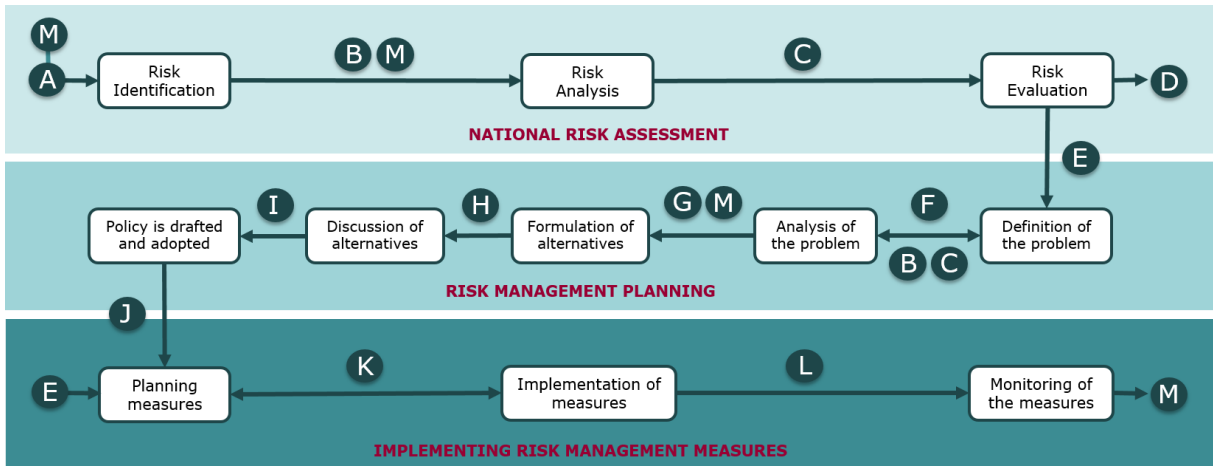 M
B M
C
A
Risk
Identification
Risk
Analysis
Risk
Evaluation
D
NATIONAL RISK ASSESSMENT
E
I
H
G M
F
Policy is drafted
and adopted
Discussion of
alternatives
Formulation of
alternatives
Analysis of
the problem
Definition of
the problem
B C
RISK MANAGEMENT PLANNING
J
K
L
E
Planning
measures
Implementation of
measures
Monitoring of
the measures
M
IMPLEMENTING RISK MANAGEMENT MEASURES